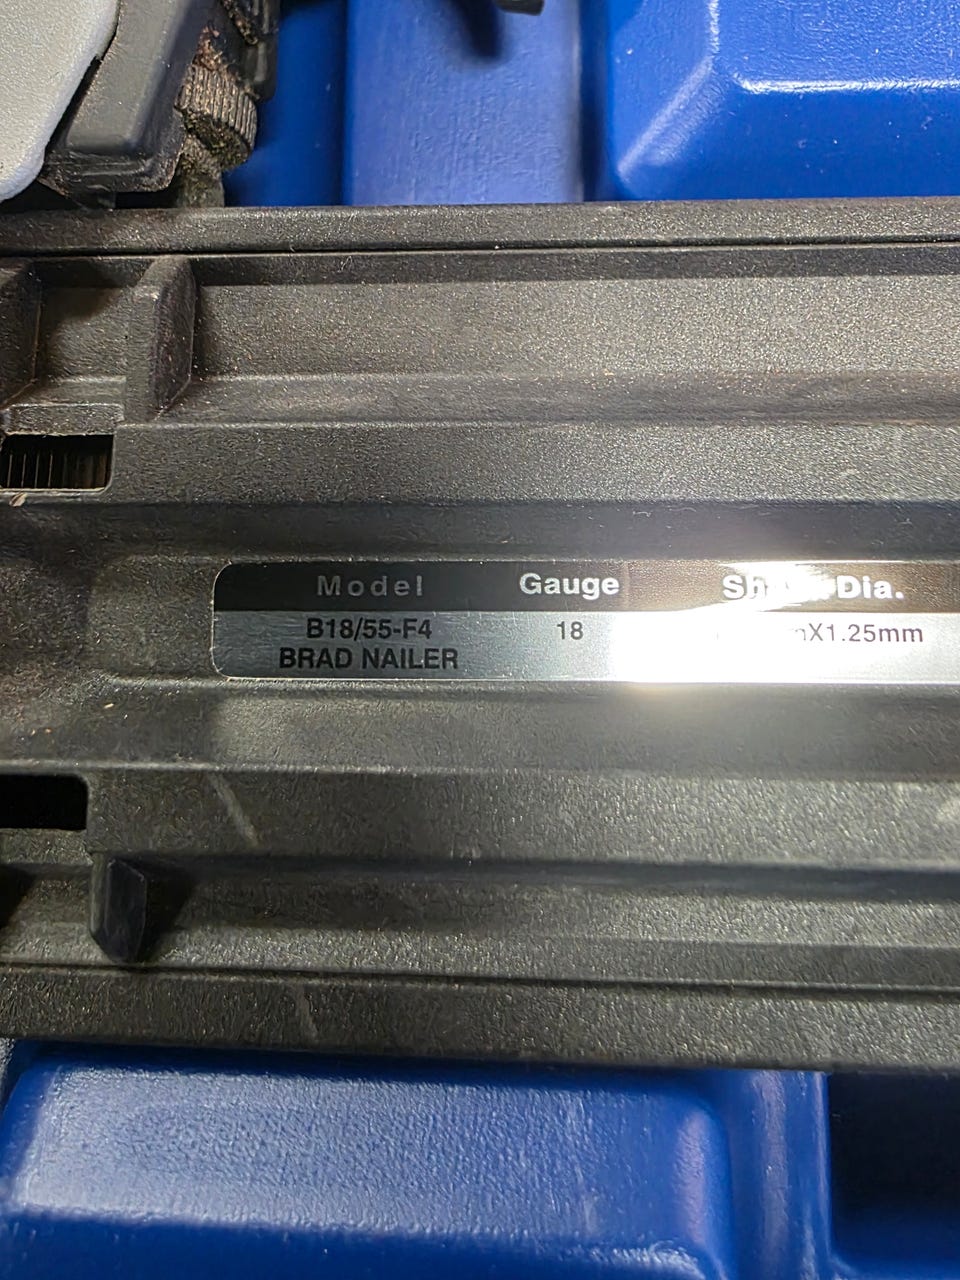 Model Gauge Dia.
B18/55-F4 18 X1.25mm
BRAD NAILER